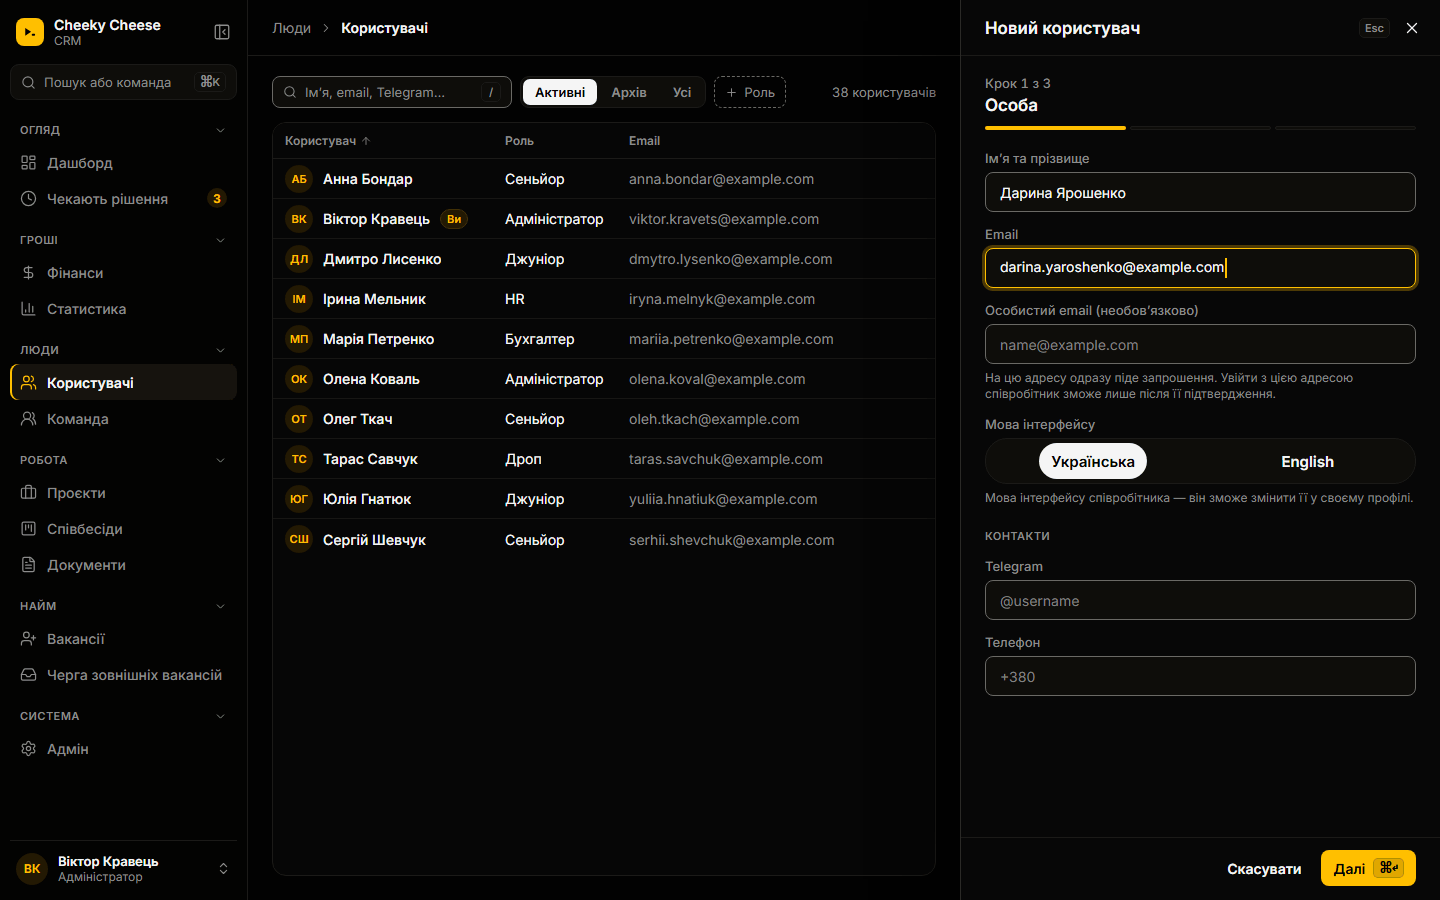 Cheeky Cheese
CRM
Пошук або команда ⌘K
ОГЛЯД
Дашборд
Чекають рішення 3
ГРОШІ
Фінанси
Статистика
ЛЮДИ
Користувачі
Команда
РОБОТА
Проєкти
Співбесіди
Документи
НАЙМ
Вакансії
Черга зовнішніх вакансій
СИСТЕМА
Адмін
ВК Віктор Кравець
Адміністратор
Люди > Користувачі
Ім’я, email, Telegram... /
Активні Архів Усі + Роль 38 користувачів
Користувач ↑ Роль Email
АБ Анна Бондар Сеньйор anna.bondar@example.com
ВК Віктор Кравець Ви Адміністратор viktor.kravets@example.com
ДЛ Дмитро Лисенко Джуніор dmytro.lysenko@example.com
ІМ Ірина Мельник HR iryna.melnyk@example.com
МП Марія Петренко Бухгалтер mariia.petrenko@example.com
ОК Олена Коваль Адміністратор olena.koval@example.com
ОТ Олег Ткач Сеньйор oleh.tkach@example.com
ТС Тарас Савчук Дроп taras.savchuk@example.com
ЮГ Юлія Гнатюк Джуніор yuliia.hnatiuk@example.com
СШ Сергій Шевчук Сеньйор serhii.shevchuk@example.com
Новий користувач Esc
Крок 1 з 3
Особа
Ім’я та прізвище
Дарина Ярошенко
Email
darina.yaroshenko@example.com
Особистий email (необов’язково)
name@example.com
На цю адресу одразу піде запрошення. Увійти з цією адресою
співробітник зможе лише після її підтвердження.
Мова інтерфейсу
Українська English
Мова інтерфейсу співробітника — він зможе змінити її у своєму профілі.
КОНТАКТИ
Telegram
@username
Телефон
+380
Скасувати Далі ⌘↵